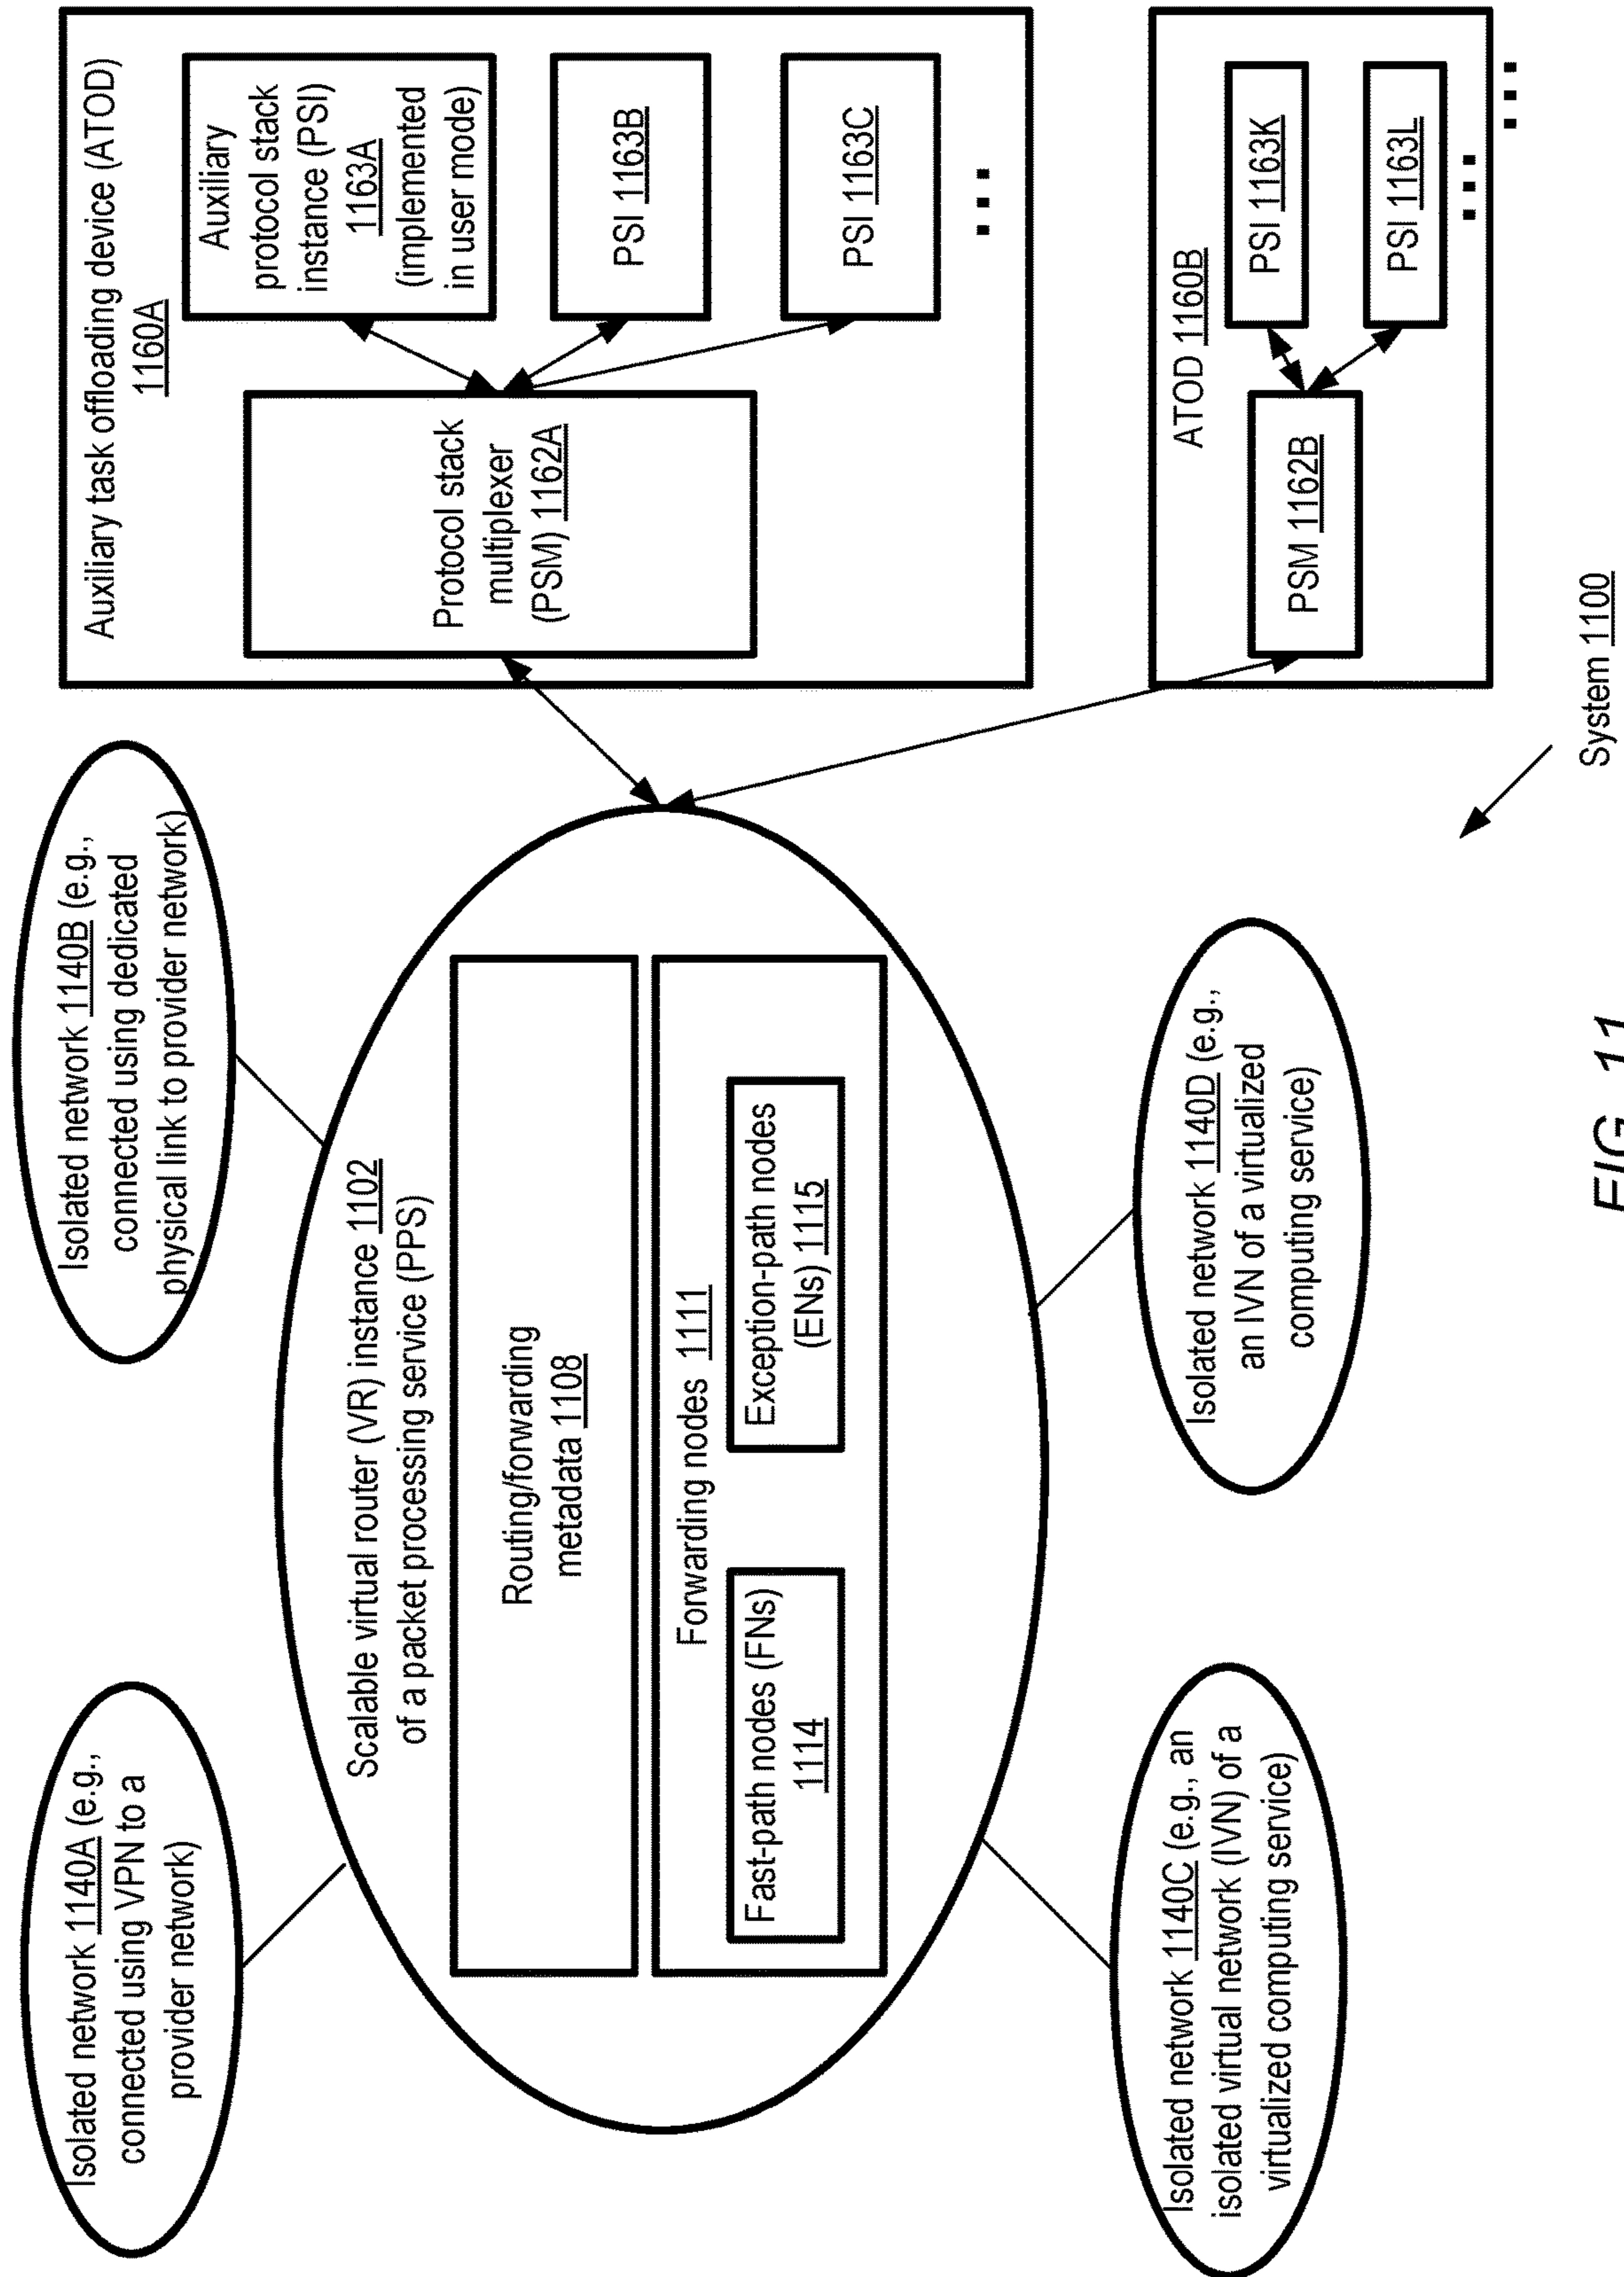 Isolated network 1140A (e.g.,
connected using VPN to a
provider network)
Isolated network 1140B (e.g.,
connected using dedicated
physical link to provider network)
Scalable virtual router (VR) instance 1102
of a packet processing service (PPS)
Routing/forwarding
metadata 1108
Forwarding nodes 1111
Fast-path nodes (FNs)
1114
Exception-path nodes
(ENs) 1115
Isolated network 1140C (e.g., an
isolated virtual network (IVN) of a
virtualized computing service)
Isolated network 1140D (e.g.,
an IVN of a virtualized
computing service)
Auxiliary task offloading device (ATOD)
1160A
Protocol stack
multiplexer
(PSM) 1162A
Auxiliary
protocol stack
instance (PSI)
1163A
(implemented
in user mode)
PSI 1163B
PSI 1163C
...
ATOD 1160B
PSM 1162B
PSI 1163K
PSI 1163L
...
...
System 1100
FIG. 11